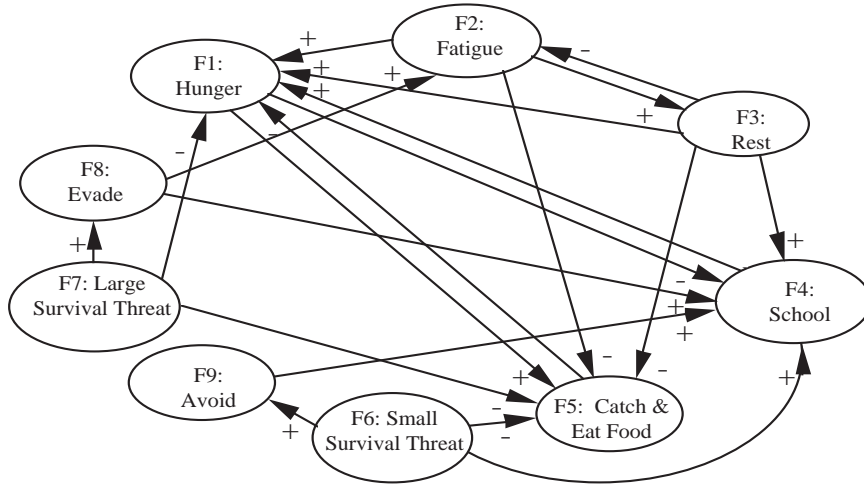 F2:
Fatigue
F1:
Hunger
+
+
+
+
-
+
F3:
Rest
F8:
Evade
-
-
+
+
F7: Large
Survival Threat
-
+
+
F4:
School
F9:
Avoid
+
-
+
-
-
-
+
F6: Small
Survival Threat
F5: Catch &
Eat Food
+